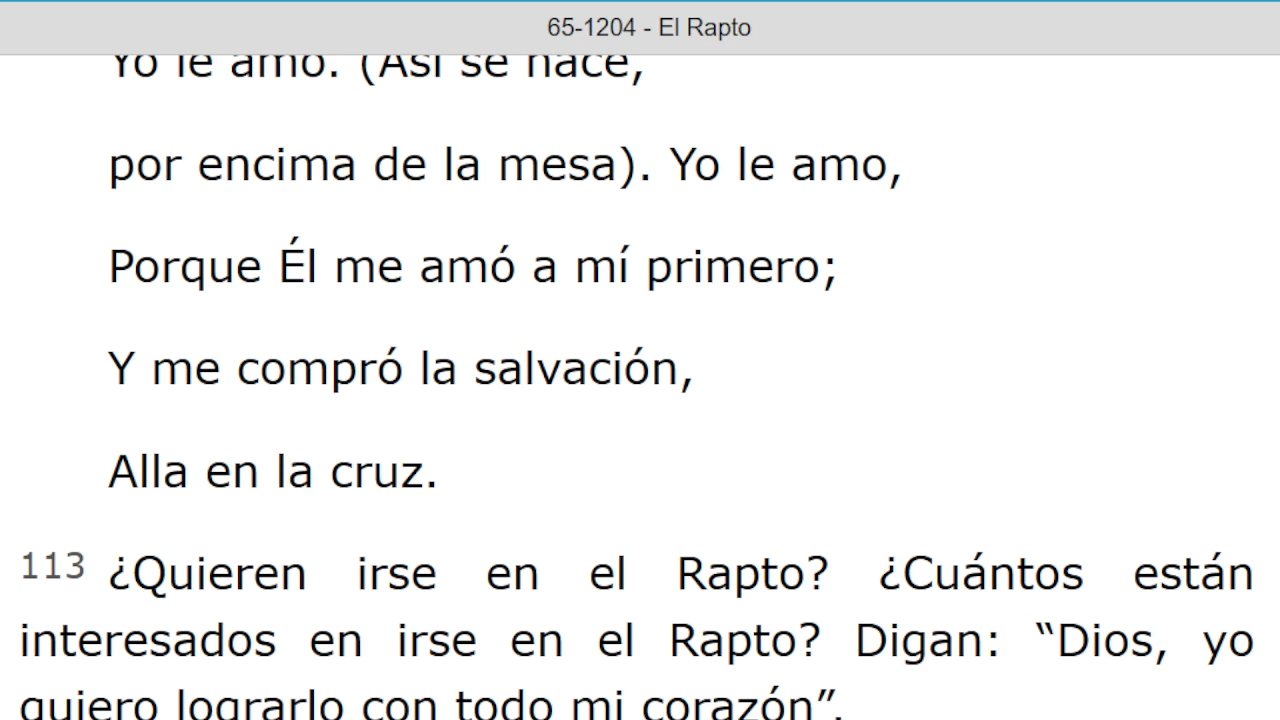 65-1204 - El Rapto
Yo le amo. (Así se hace,
por encima de la mesa). Yo le amo,
Porque Él me amó a mí primero;
Y me compró la salvación,
Alla en la cruz.
113 ¿Quieren irse en el Rapto? ¿Cuántos están
interesados en irse en el Rapto? Digan: “Dios, yo
quiero lograrlo con todo mi corazón”.